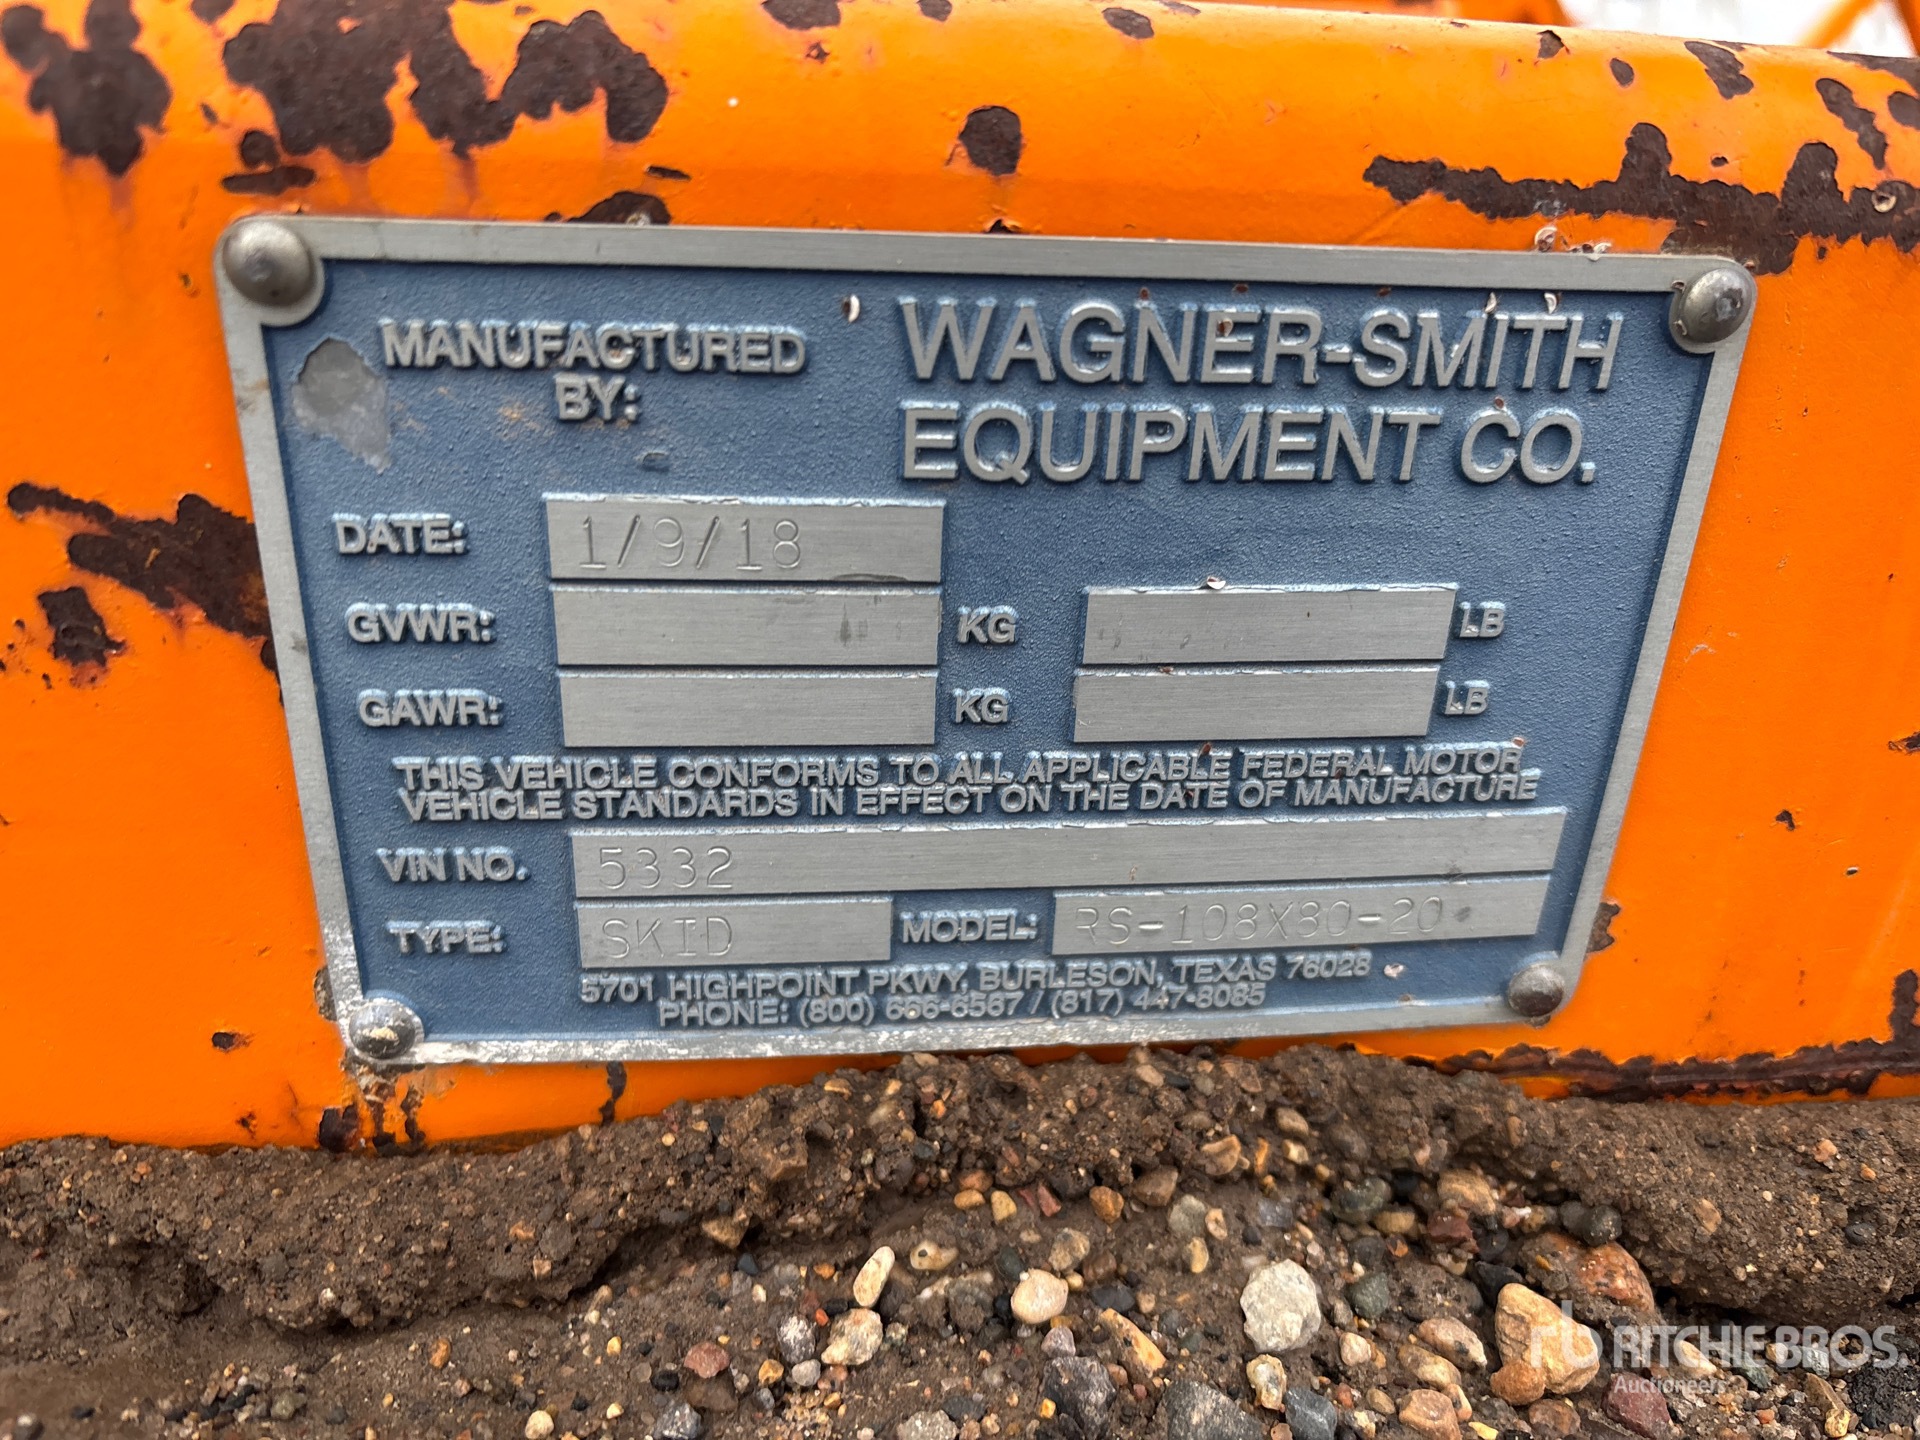 MANUFACTURED BY:
WAGNER-SMITH
EQUIPMENT CO.
DATE: 1/9/18
GVWR: KG LB
GAWR: KG LB
THIS VEHICLE CONFORMS TO ALL APPLICABLE FEDERAL MOTOR
VEHICLE STANDARDS IN EFFECT ON THE DATE OF MANUFACTURE
VIN NO. 5332
TYPE: SKID MODEL: RS-108X80-20
5701 HIGHPOINT PKWY, BURLESON, TEXAS 76028
PHONE: (800) 666-6567 / (817) 447-8085
rb RITCHIE BROS.
Auctioneers